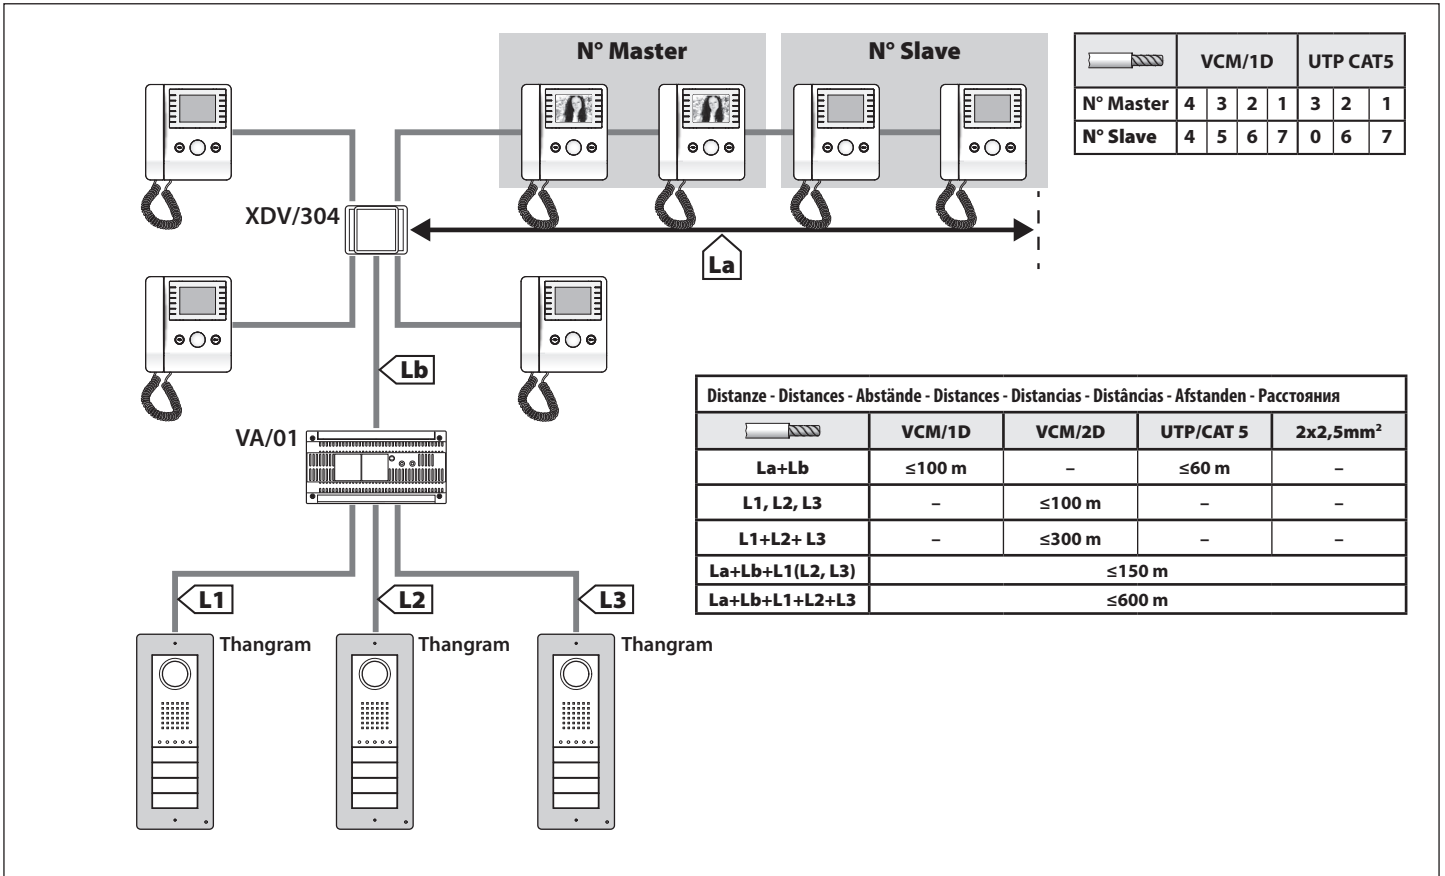 N° Master N° Slave
VCM/1D UTP CAT5
N° Master 4 3 2 1 3 2 1
N° Slave 4 5 6 7 0 6 7
XDV/304
La
Lb
VA/01
Distanze - Distances - Abstände - Distances - Distancias - Distâncias - Afstanden - Расстояния
VCM/1D VCM/2D UTP/CAT 5 2x2,5mm²
La+Lb ≤100 m – ≤60 m –
L1, L2, L3 – ≤100 m – –
L1+L2+ L3 – ≤300 m – –
La+Lb+L1(L2, L3) ≤150 m
La+Lb+L1+L2+L3 ≤600 m
L1 L2 L3
Thangram Thangram Thangram